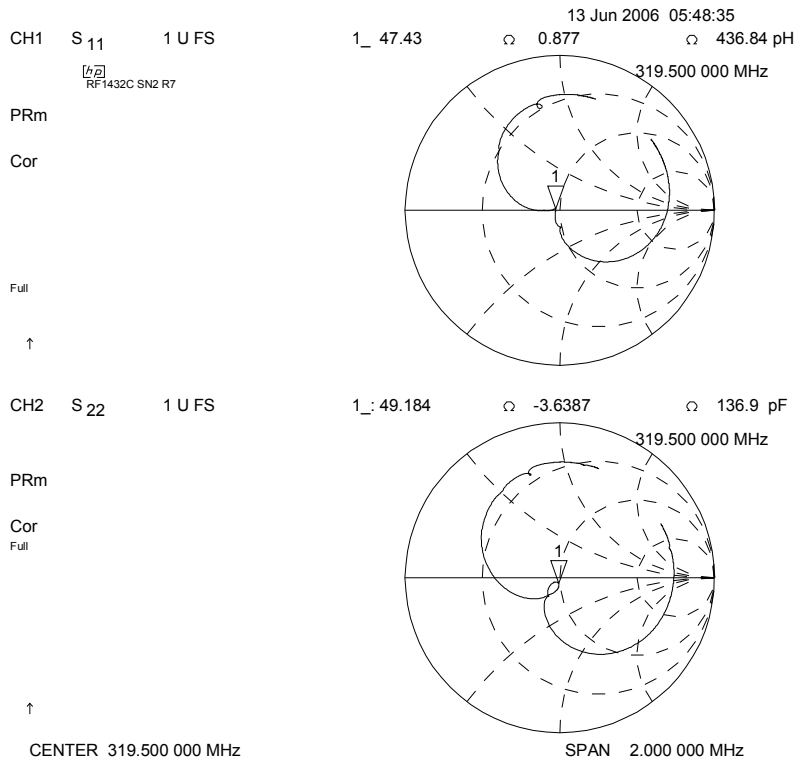 13 Jun 2006 05:48:35
CH1 S 11 1 U FS 1_ 47.43 Ω 0.877 Ω 436.84 pH
hp
319.500 000 MHz
RF1432C SN2 R7
PRm
Cor
1
Full
↑
CH2 S 22 1 U FS 1_: 49.184 Ω -3.6387 Ω 136.9 pF
319.500 000 MHz
PRm
Cor
Full
1
↑
CENTER 319.500 000 MHz SPAN 2.000 000 MHz